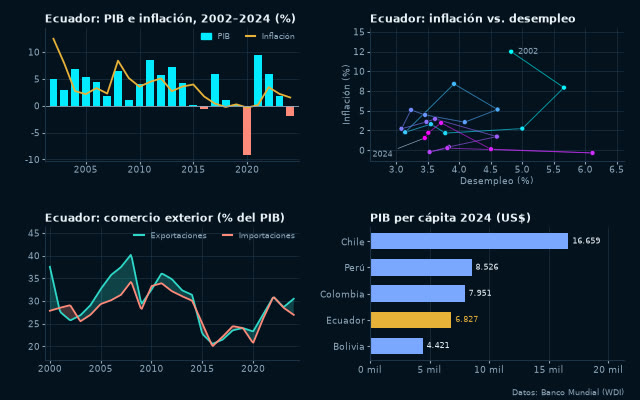 Ecuador: PIB e inflación, 2002–2024 (%)
PIB
Inflación
10
5
0
-5
-10
2005
2010
2015
2020
Ecuador: inflación vs. desempleo
Inflación (%)
15
12
10
8
5
2
0
2002
2024
3.0
3.5
4.0
4.5
5.0
5.5
6.0
6.5
Desempleo (%)
Ecuador: comercio exterior (% del PIB)
Exportaciones
Importaciones
45
40
35
30
25
20
2000
2005
2010
2015
2020
PIB per cápita 2024 (US$)
Chile
16.659
Perú
8.526
Colombia
7.951
Ecuador
6.827
Bolivia
4.421
0 mil
5 mil
10 mil
15 mil
20 mil
Datos: Banco Mundial (WDI)